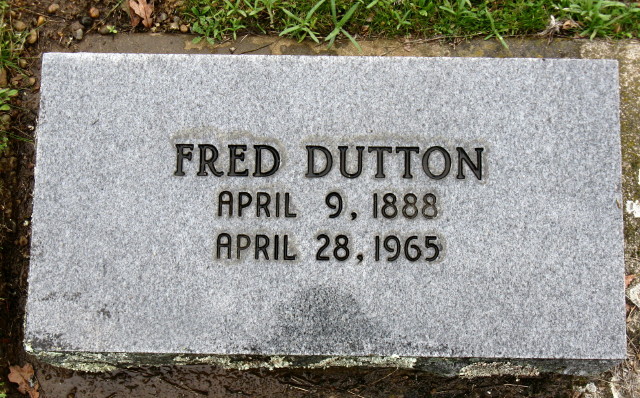 FRED DUTTON
APRIL 9, 1888
APRIL 28, 1965